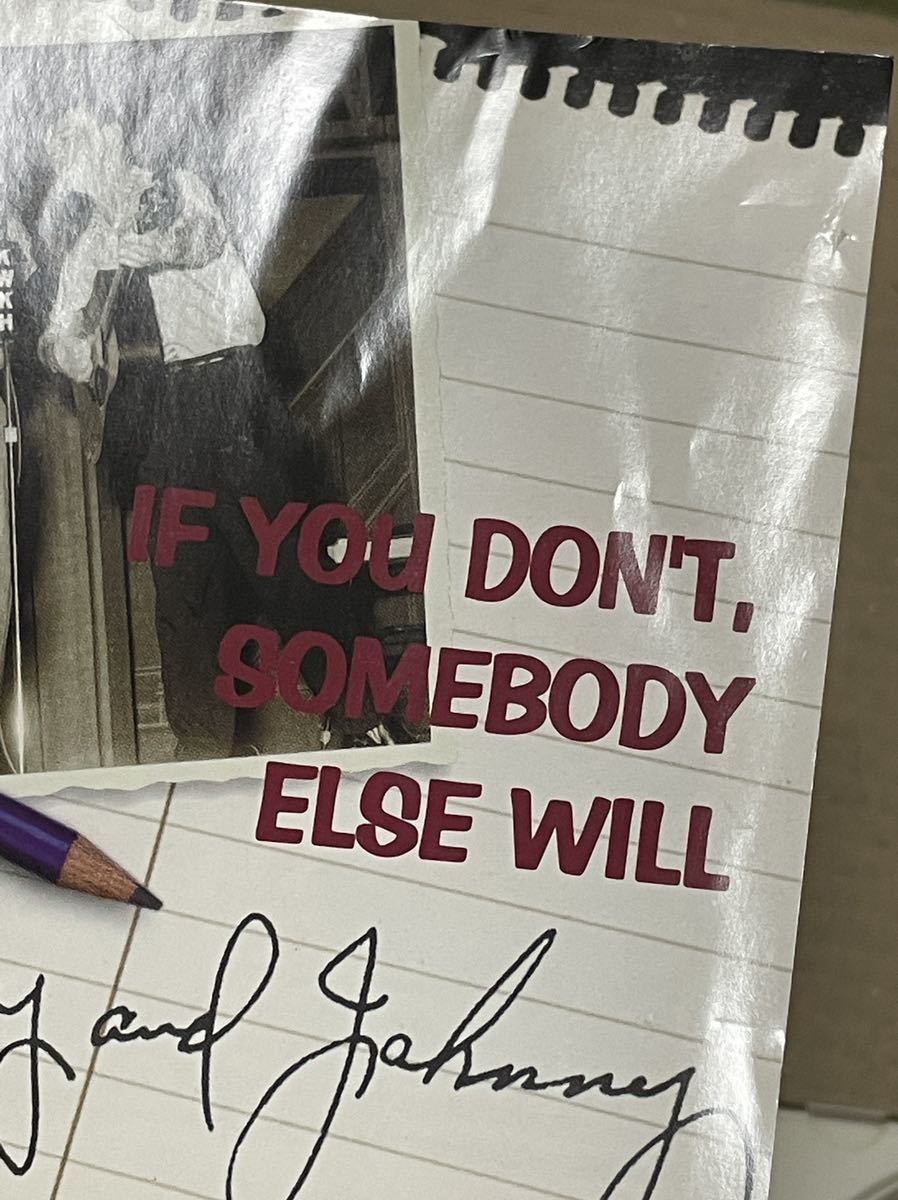 K
W
K
H
IF YOU DON'T,
SOMEBODY
ELSE WILL
y and Johnny